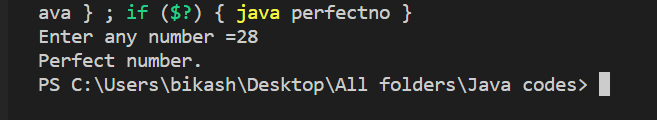 ava } ; if ($?) { java perfectno }
Enter any number =28
Perfect number.
PS C:\Users\bikash\Desktop\All folders\Java codes>